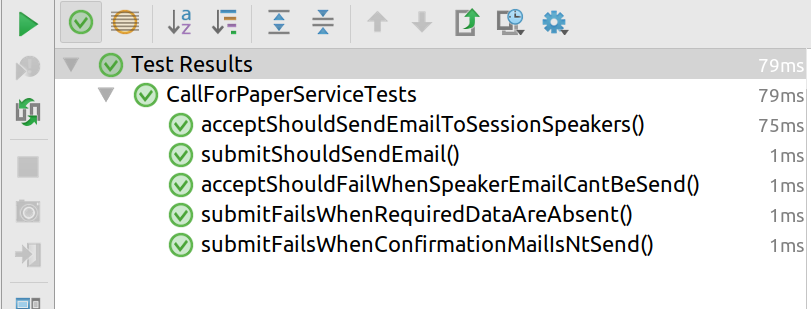 Test Results 79ms
CallForPaperServiceTests 79ms
acceptShouldSendEmailToSessionSpeakers() 75ms
submitShouldSendEmail() 1ms
acceptShouldFailWhenSpeakerEmailCantBeSend() 1ms
submitFailsWhenRequiredDataAreAbsent() 1ms
submitFailsWhenConfirmationMailIsNtSend() 1ms